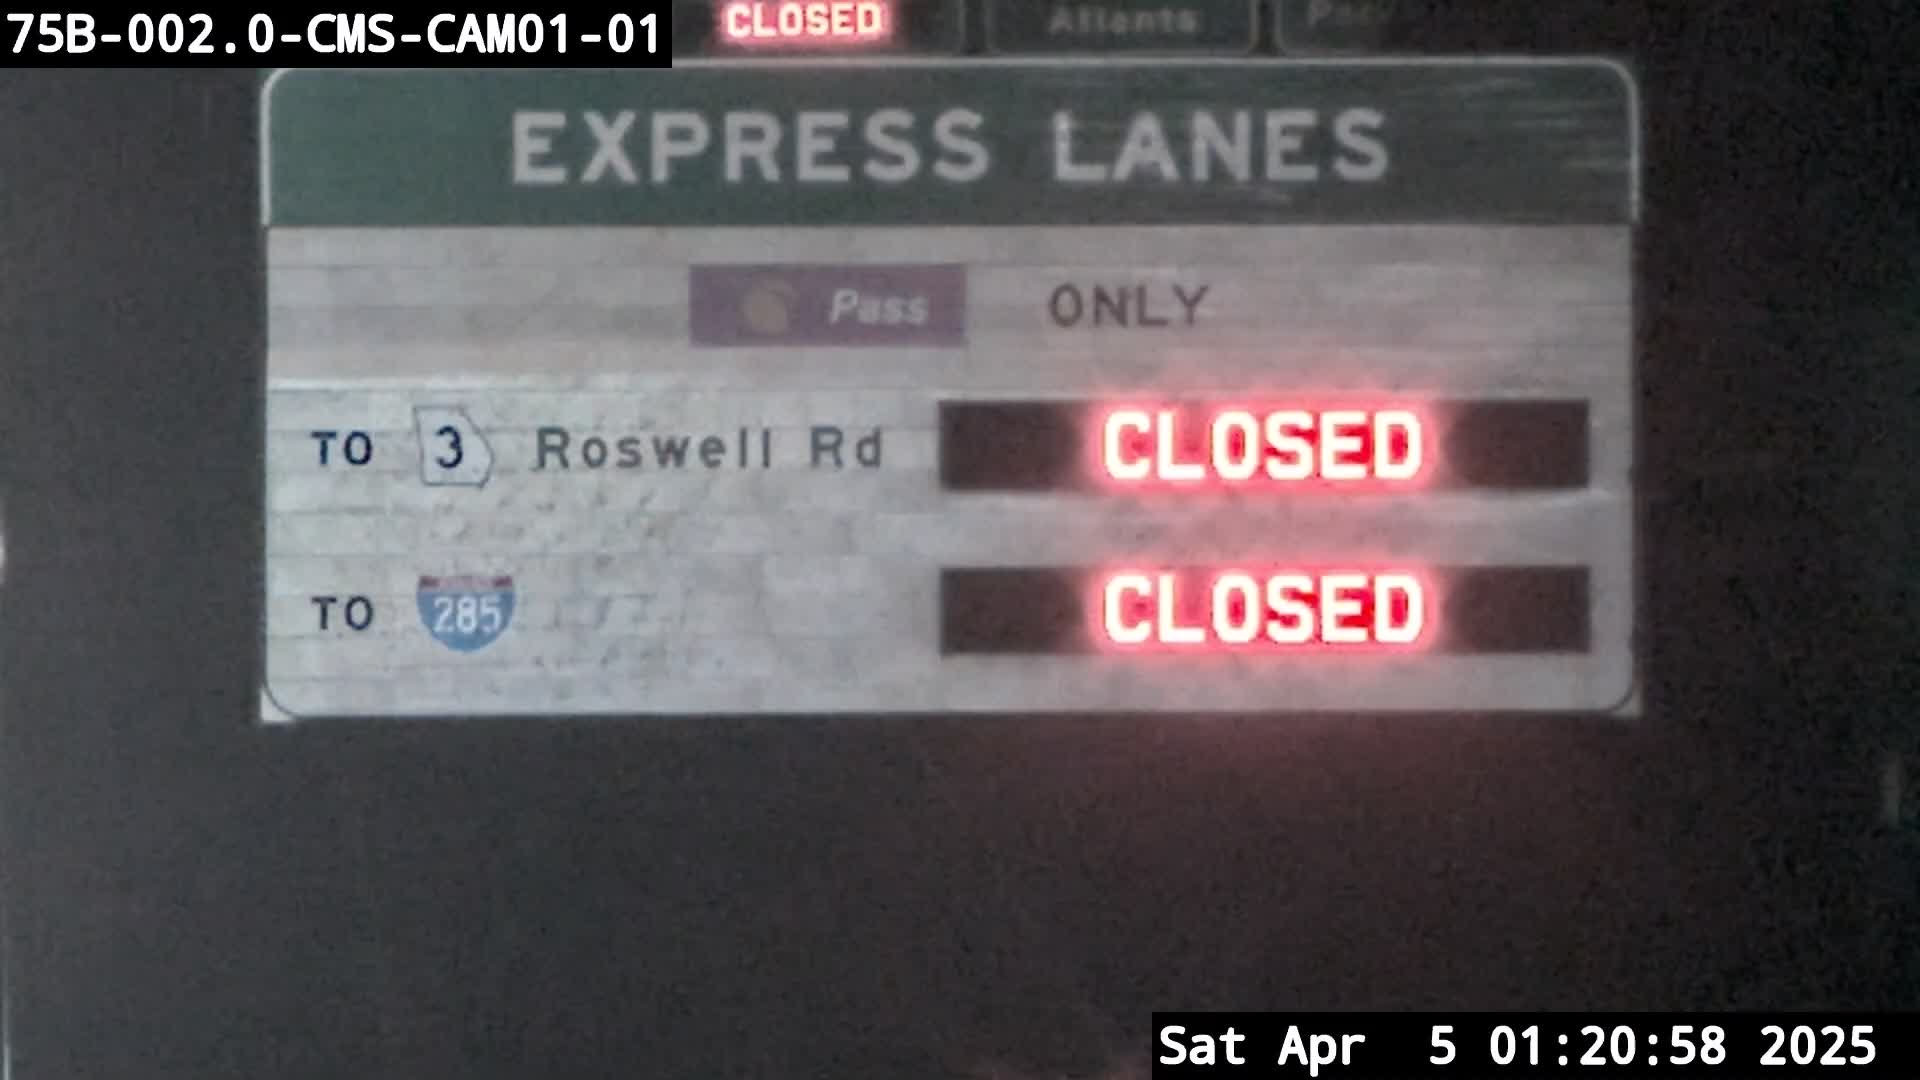 75B-002.0-CMS-CAM01-01
CLOSED
Atlanta
EXPRESS LANES
Pass ONLY
TO 3 Roswell Rd CLOSED
TO 285 CLOSED
Sat Apr 5 01:20:58 2025